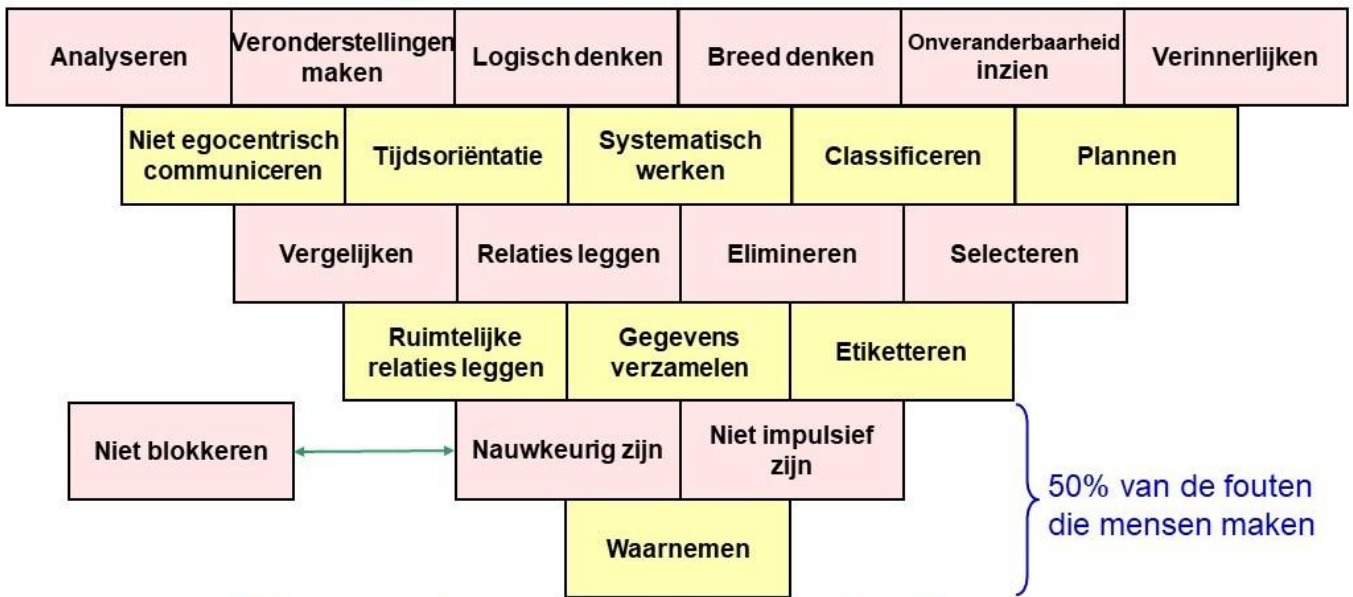 Analyseren
Veronderstellingen
maken
Logisch denken
Breed denken
Onveranderbaarheid
inzien
Verinnerlijken
Niet egocentrisch
communiceren
Tijdsoriëntatie
Systematisch
werken
Classificeren
Plannen
Vergelijken
Relaties leggen
Elimineren
Selecteren
Ruimtelijke
relaties leggen
Gegevens
verzamelen
Etiketteren
Niet blokkeren
Nauwkeurig zijn
Niet impulsief
zijn
50% van de fouten
die mensen maken
Waarnemen